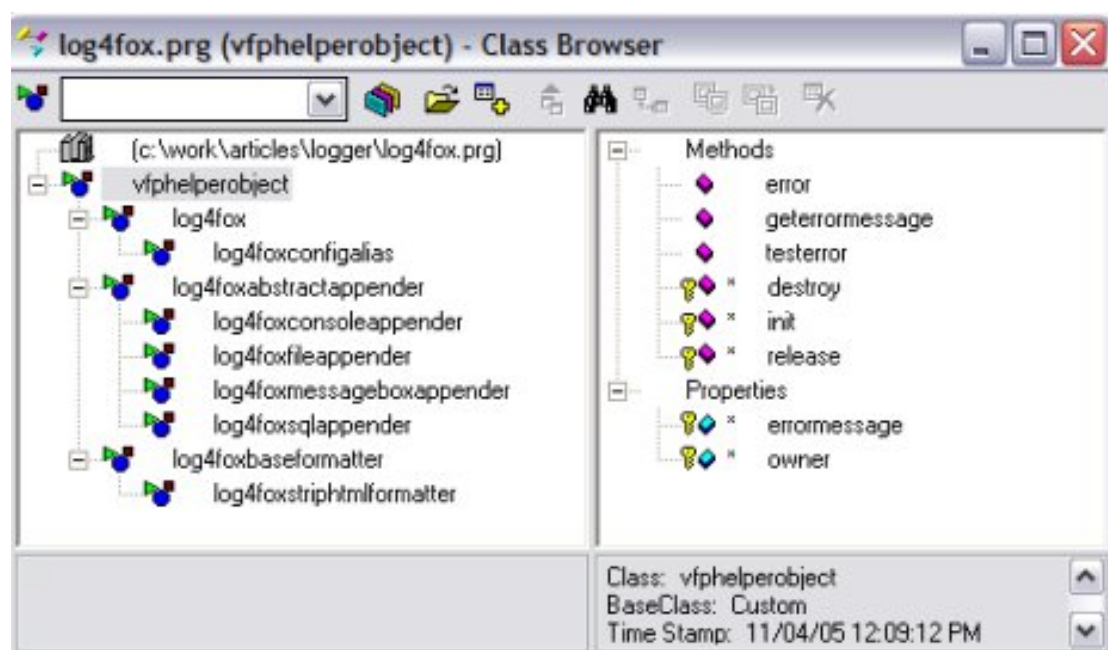 log4fox.prg (vfphelperobject) - Class Browser
(c:\work\articles\logger\log4fox.prg)
vfphelperobject
log4fox
log4foxconfigalias
log4foxabstractappender
log4foxconsoleappender
log4foxfileappender
log4foxmessageboxappender
log4foxsqlappender
log4foxbaseformatter
log4foxstriphtmlformatter
Methods
error
geterrormessage
testerror
* destroy
* init
* release
Properties
* errormessage
* owner
Class: vfphelperobject
BaseClass: Custom
Time Stamp: 11/04/05 12:09:12 PM